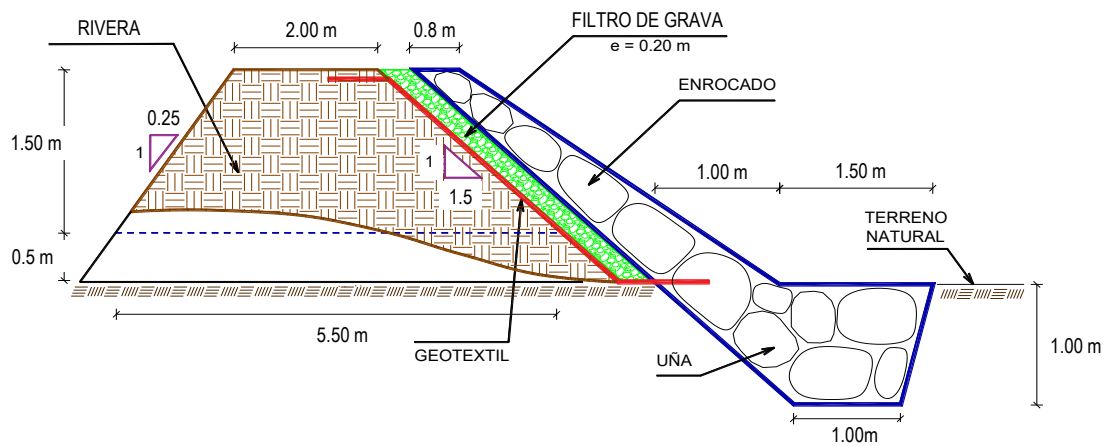 RIVERA
2.00 m
0.8 m
FILTRO DE GRAVA
e = 0.20 m
ENROCADO
0.25
1
1.50 m
1
1.5
1.00 m
1.50 m
TERRENO
NATURAL
0.5 m
5.50 m
GEOTEXTIL
UÑA
1.00 m
1.00m